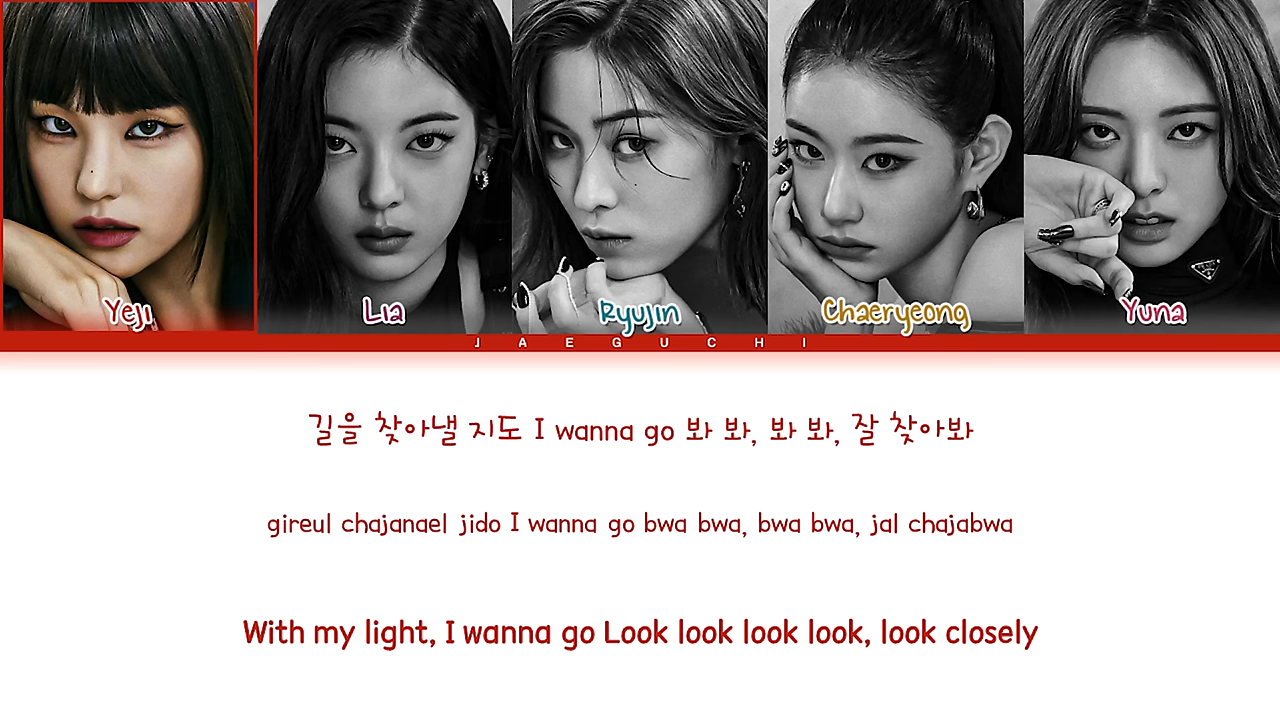 Yeji
Lia
Ryujin
Chaeryeong
Yuna
JAEGUCHI
길을 찾아낼 지도 I wanna go 봐 봐, 봐 봐, 잘 찾아봐
gireul chajanael jido I wanna go bwa bwa, bwa bwa, jal chajabwa
With my light, I wanna go Look look look look, look closely